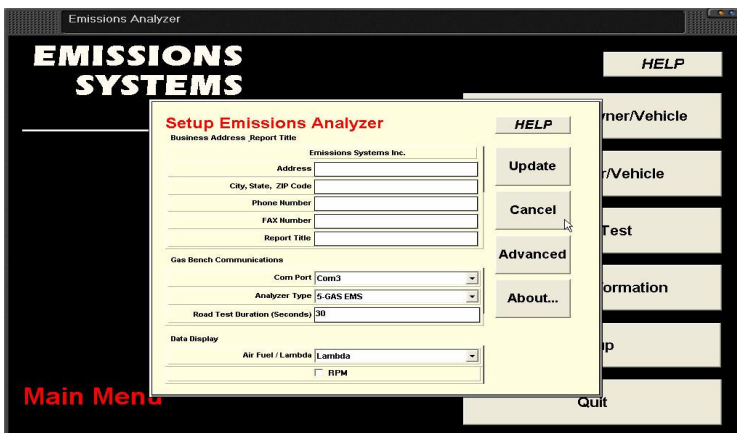 Emissions Analyzer
EMISSIONS
SYSTEMS
HELP
Setup Emissions Analyzer
HELP
Business Address ,Report Title
Emissions Systems Inc.
Address
City, State, ZIP Code
Phone Number
FAX Number
Report Title
Update
Cancel
Advanced
About...
Gas Bench Communications
Com Port Com3
Analyzer Type 5-GAS EMS
Road Test Duration (Seconds) 30
Data Display
Air Fuel / Lambda Lambda
RPM
/Vehicle
/Vehicle
Test
Main Menu
Quit